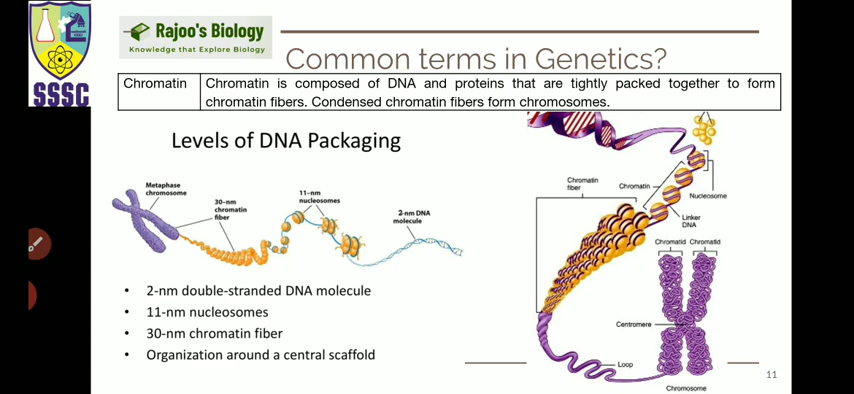 Rajoo's Biology
Knowledge that Explore Biology
SSSC
Common terms in Genetics?
Chromatin
Chromatin is composed of DNA and proteins that are tightly packed together to form
chromatin fibers. Condensed chromatin fibers form chromosomes.
Levels of DNA Packaging
Metaphase
chromosome
30-nm
chromatin
fiber
11-nm
nucleosomes
2-nm DNA
molecule
• 2-nm double-stranded DNA molecule
• 11-nm nucleosomes
• 30-nm chromatin fiber
• Organization around a central scaffold
Chromatin
fiber
Chromatin
Nucleosome
Linker
DNA
Chromatid
Chromatid
Centromere
Loop
Chromosome
11